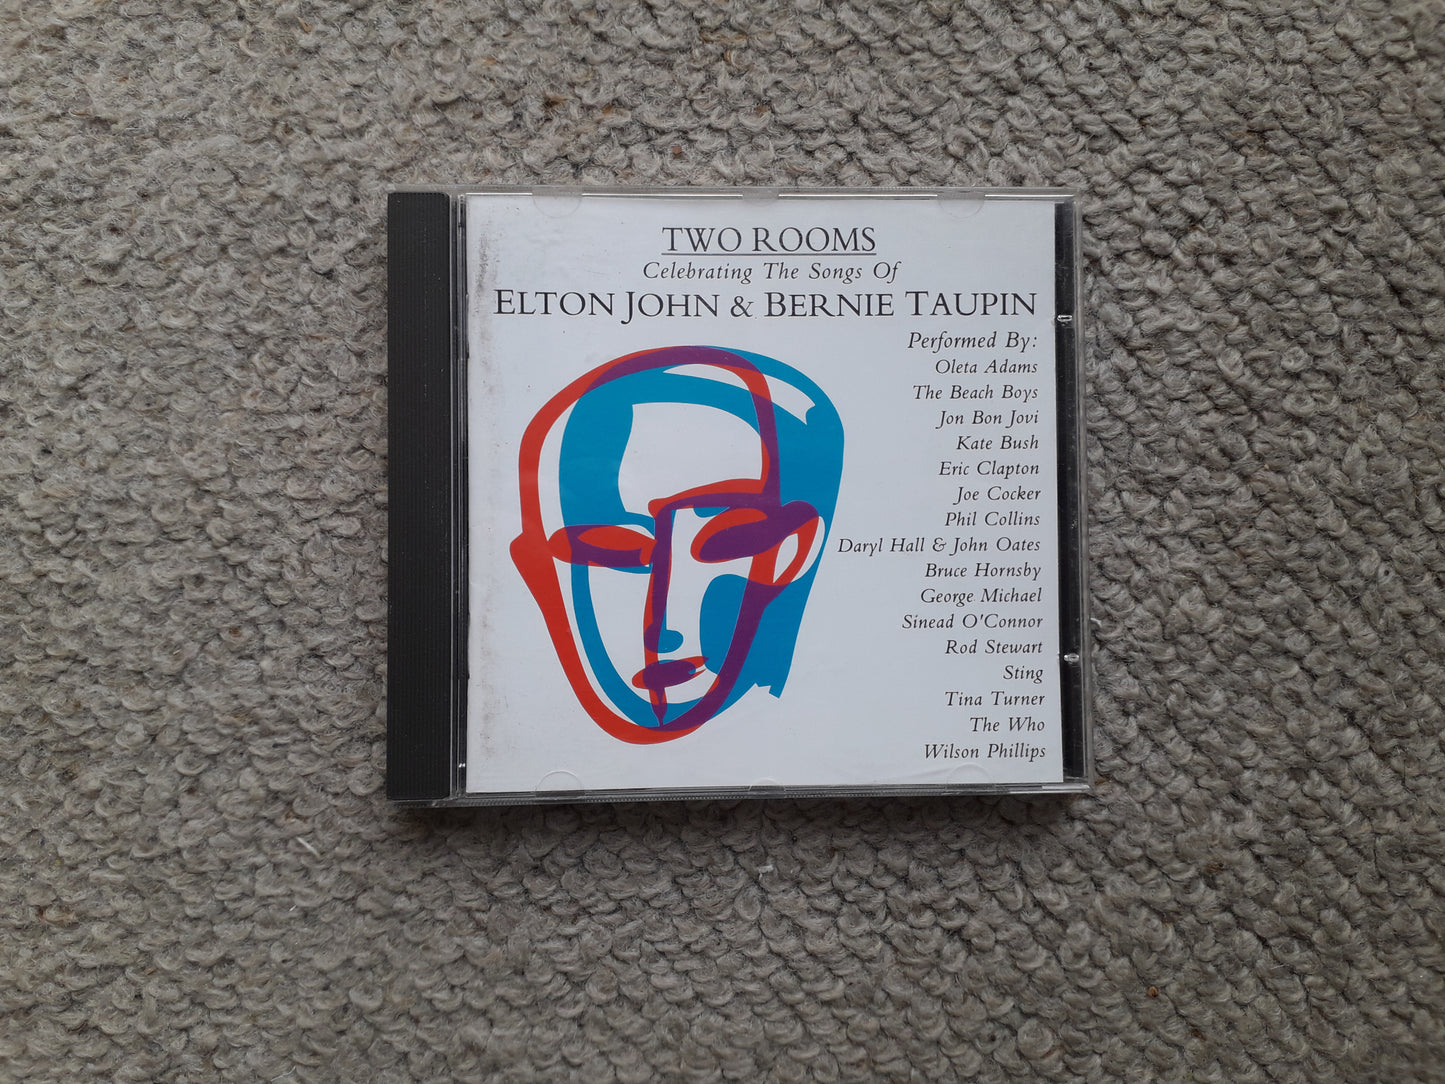 TWO ROOMS
Celebrating The Songs Of
ELTON JOHN & BERNIE TAUPIN
Performed By:
Oleta Adams
The Beach Boys
Jon Bon Jovi
Kate Bush
Eric Clapton
Joe Cocker
Phil Collins
Daryl Hall & John Oates
Bruce Hornsby
George Michael
Sinead O'Connor
Rod Stewart
Sting
Tina Turner
The Who
Wilson Phillips